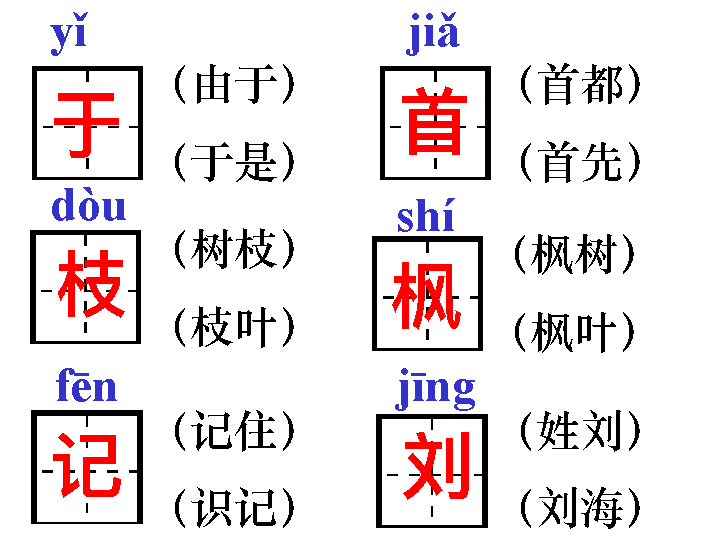 yǐ jiǎ
于 （由于） 首 （首都）
（于是） （首先）
dòu shí
枝 （树枝） 枫 （枫树）
（枝叶） （枫叶）
fēn jīng
记 （记住） 刘 （姓刘）
（识记） （刘海）